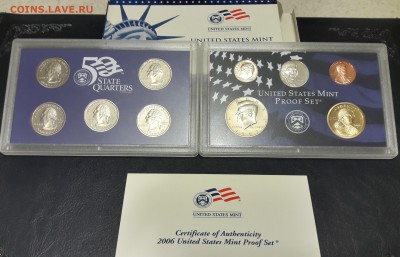 COINS.LAVE.RU
UNITED STATES MINT
50
STATE
QUARTERS
UNITED STATES MINT
PROOF SET®
UNITED STATES MINT
Certificate of Authenticity
2006 United States Mint Proof Set®